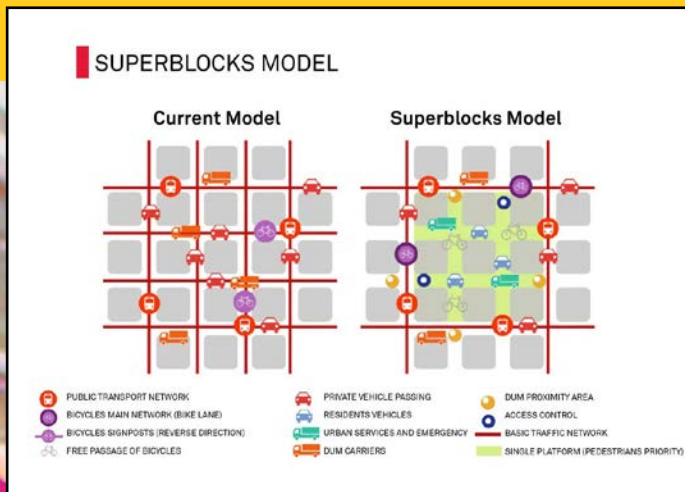 SUPERBLOCKS MODEL
Current Model
Superblocks Model
PUBLIC TRANSPORT NETWORK
BICYCLES MAIN NETWORK (BIKE LANE)
BICYCLES SIGNPOSTS (REVERSE DIRECTION)
FREE PASSAGE OF BICYCLES
PRIVATE VEHICLE PASSING
RESIDENTS VEHICLES
URBAN SERVICES AND EMERGENCY
DUM CARRIERS
DUM PROXIMITY AREA
ACCESS CONTROL
BASIC TRAFFIC NETWORK
SINGLE PLATFORM (PEDESTRIANS PRIORITY)